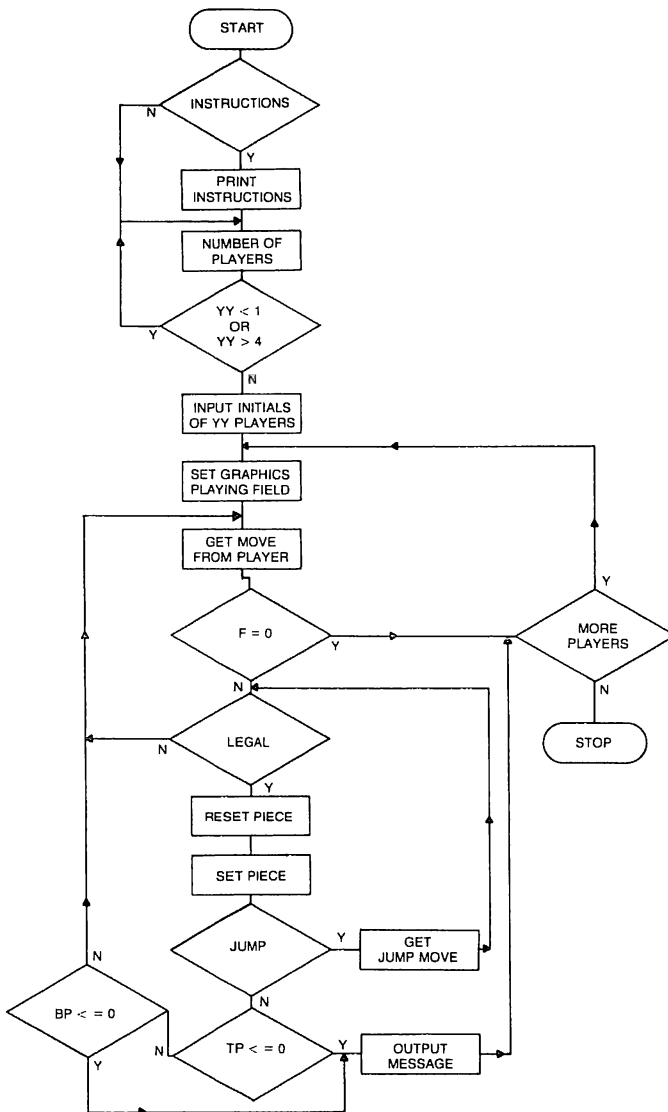 START
INSTRUCTIONS
N
Y
PRINT
INSTRUCTIONS
NUMBER OF
PLAYERS
YY < 1
OR
YY > 4
Y
N
INPUT INITIALS
OF YY PLAYERS
SET GRAPHICS
PLAYING FIELD
GET MOVE
FROM PLAYER
F = 0
Y
N
MORE
PLAYERS
Y
N
STOP
LEGAL
N
Y
RESET PIECE
SET PIECE
JUMP
Y
N
GET
JUMP MOVE
TP < = 0
N
Y
BP < = 0
N
Y
OUTPUT
MESSAGE